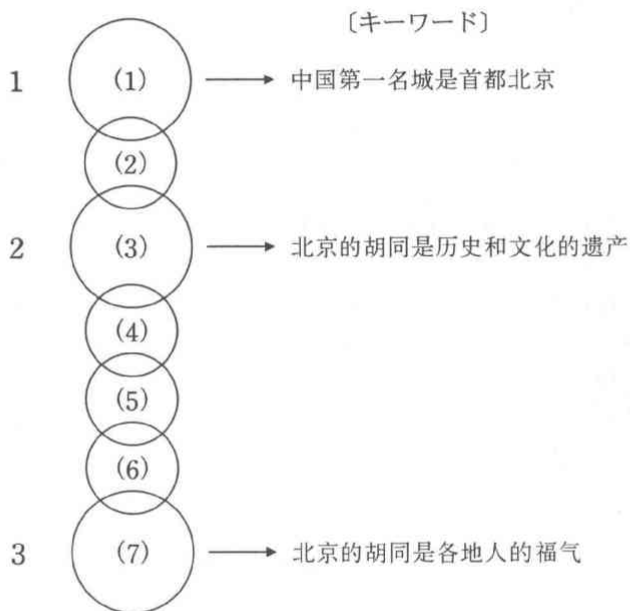 〔キーワード〕
1 (1) 中国第一名城是首都北京
(2)
2 (3) 北京的胡同是历史和文化的遗产
(4)
(5)
(6)
3 (7) 北京的胡同是各地人的福气